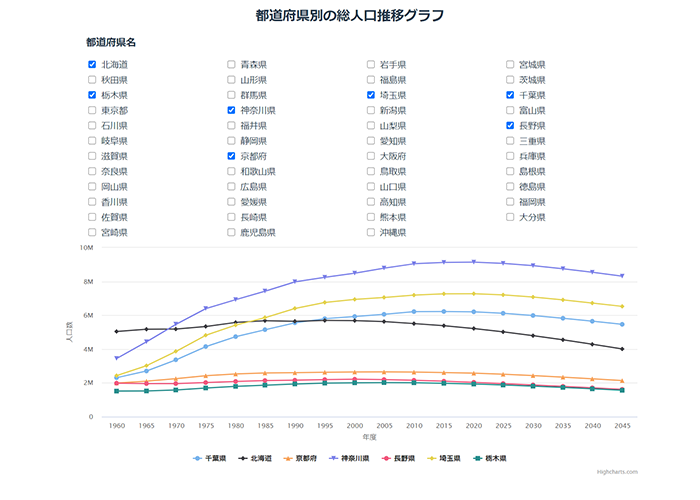 都道府県別の総人口推移グラフ
都道府県名
北海道 青森県 岩手県 宮城県
秋田県 山形県 福島県 茨城県
栃木県 群馬県 埼玉県 千葉県
東京都 神奈川県 新潟県 富山県
石川県 福井県 山梨県 長野県
岐阜県 静岡県 愛知県 三重県
滋賀県 京都府 大阪府 兵庫県
奈良県 和歌山県 鳥取県 島根県
岡山県 広島県 山口県 徳島県
香川県 愛媛県 高知県 福岡県
佐賀県 長崎県 熊本県 大分県
宮崎県 鹿児島県 沖縄県
10M
8M
6M
4M
2M
0
人口数
1960 1965 1970 1975 1980 1985 1990 1995 2000 2005 2010 2015 2020 2025 2030 2035 2040 2045
年度
千葉県 北海道 京都府 神奈川県 長野県 埼玉県 栃木県
Highcharts.com